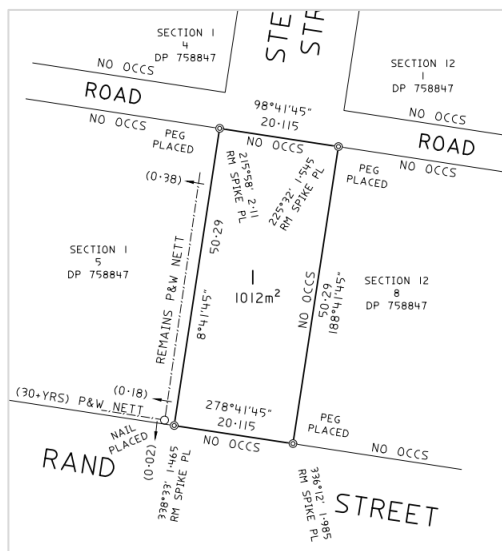 SECTION 1
4
DP 758847
STE
STR
SECTION 12
1
DP 758847
NO OCCS
ROAD
NO OCCS
98°41'45"
20·115
NO OCCS
NO OCCS
ROAD
NO OCCS
PEG
PLACED
PEG
PLACED
(0·38)
215°58' 2·11
RM SPIKE PL
225°32' 1·545
RM SPIKE PL
SECTION 1
5
DP 758847
REMAINS P&W NETT
50·29
8°41'45"
1
1012m²
NO OCCS
50·29
188°41'45"
SECTION 12
8
DP 758847
(0·18)
(30+YRS) P&W NETT
278°41'45"
20·115
NO OCCS
PEG
PLACED
NO OCCS
NAIL
PLACED
(0·02)
338°33' 1·465
RM SPIKE PL
336°12' 1·985
RM SPIKE PL
RAND
STREET